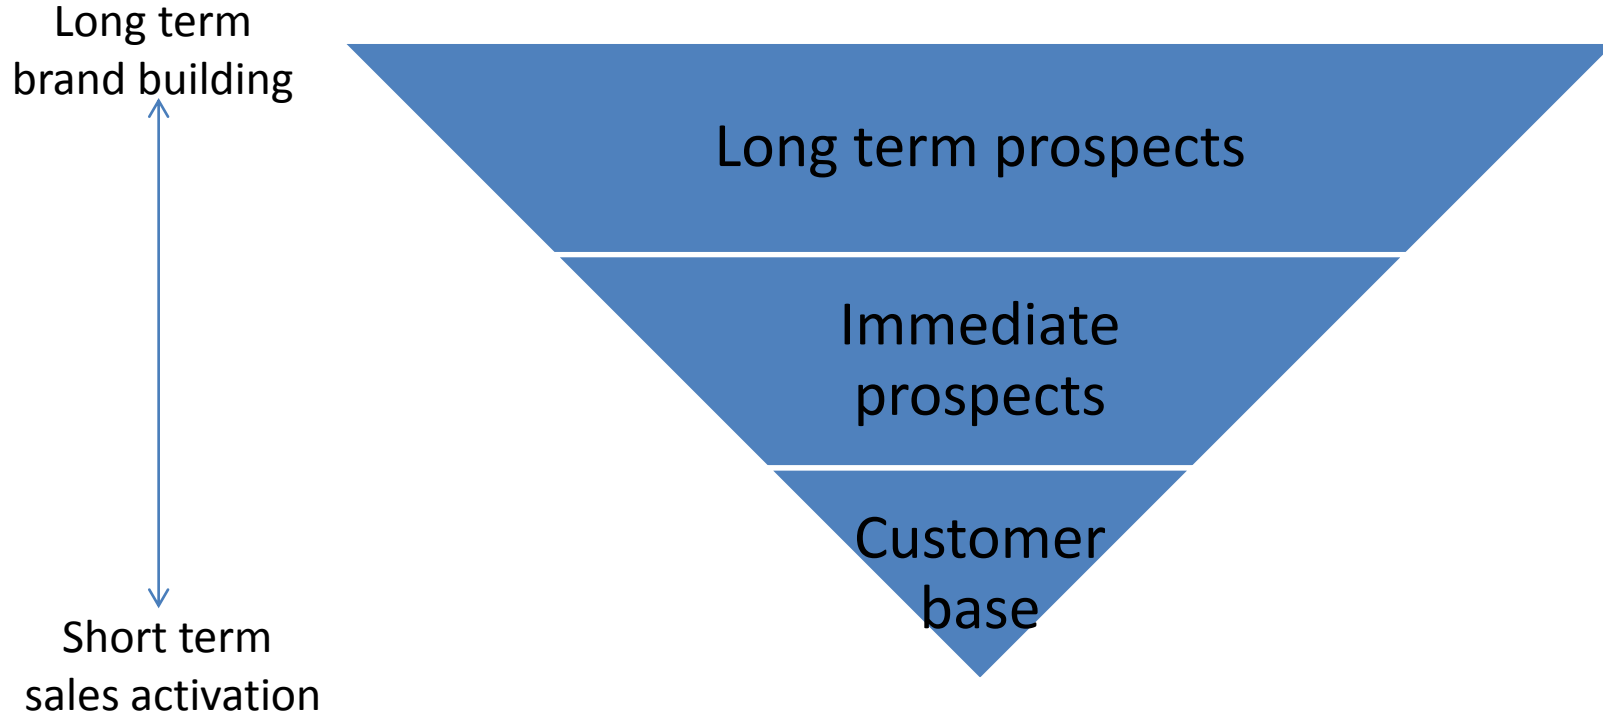 Long term
brand building
Long term prospects
Immediate
prospects
Customer
base
Short term
sales activation